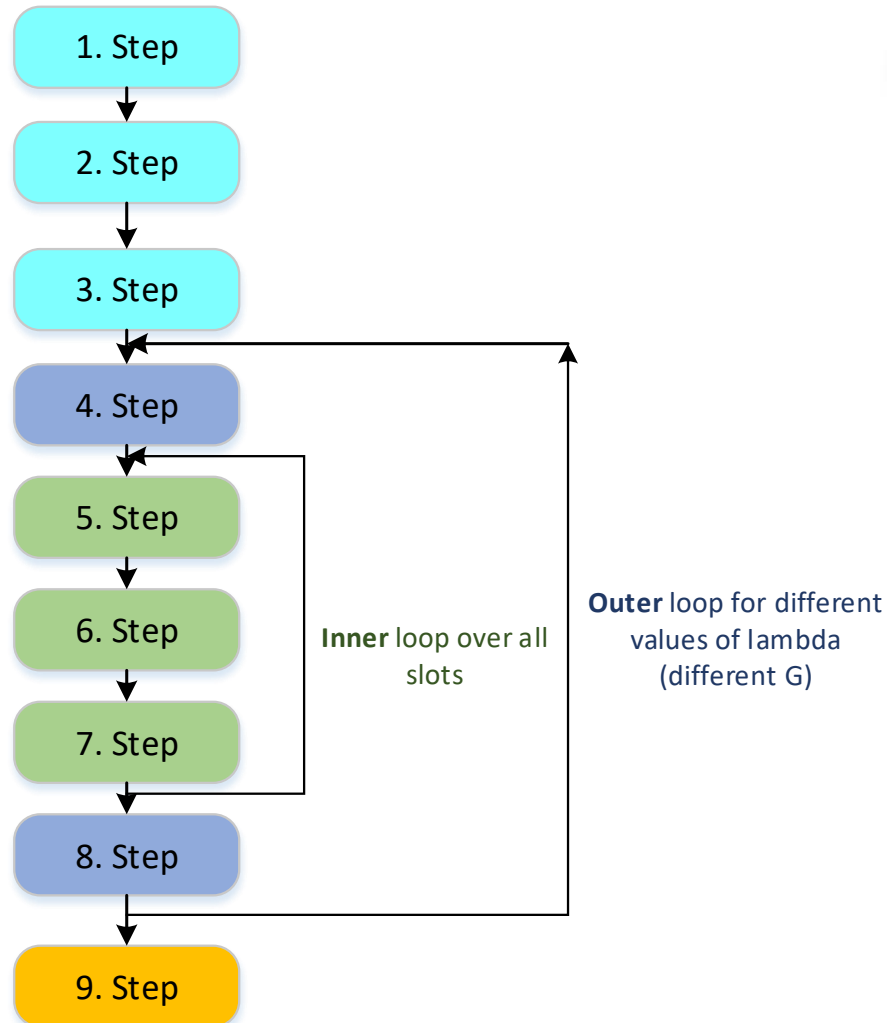 1. Step
2. Step
3. Step
4. Step
5. Step
6. Step
7. Step
8. Step
9. Step
Inner loop over all
slots
Outer loop for different
values of lambda
(different G)